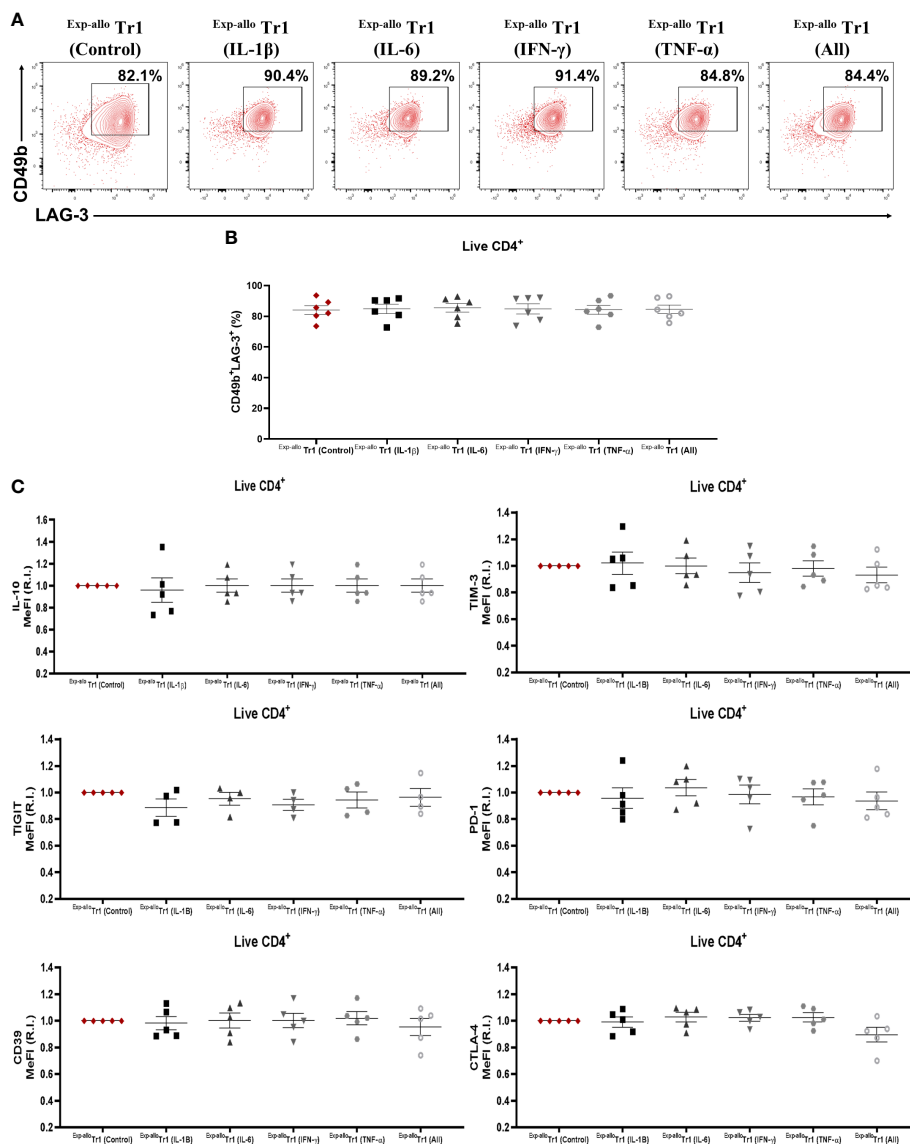 A
Exp-allo Tr1 (Control)
Exp-allo Tr1 (IL-1β)
Exp-allo Tr1 (IL-6)
Exp-allo Tr1 (IFN-γ)
Exp-allo Tr1 (TNF-α)
Exp-allo Tr1 (All)
82.1%
90.4%
89.2%
91.4%
84.8%
84.4%
CD49b
LAG-3
B
Live CD4+
CD49b+LAG-3+ (%)
100
80
60
40
20
0
Exp-allo Tr1 (Control) Exp-allo Tr1 (IL-1β) Exp-allo Tr1 (IL-6) Exp-allo Tr1 (IFN-γ) Exp-allo Tr1 (TNF-α) Exp-allo Tr1 (All)
C
Live CD4+
IL-10
MeFI (R.I.)
1.6
1.4
1.2
1.0
0.8
0.6
0.4
0.2
Exp-allo Tr1 (Control) Exp-allo Tr1 (IL-1β) Exp-allo Tr1 (IL-6) Exp-allo Tr1 (IFN-γ) Exp-allo Tr1 (TNF-α) Exp-allo Tr1 (All)
Live CD4+
TIM-3
MeFI (R.I.)
1.4
1.2
1.0
0.8
0.6
0.4
0.2
Exp-allo Tr1 (Control) Exp-allo Tr1 (IL-1B) Exp-allo Tr1 (IL-6) Exp-allo Tr1 (IFN-γ) Exp-allo Tr1 (TNF-α) Exp-allo Tr1 (All)
Live CD4+
TIGIT
MeFI (R.I.)
1.4
1.2
1.0
0.8
0.6
0.4
0.2
Exp-allo Tr1 (Control) Exp-allo Tr1 (IL-1B) Exp-allo Tr1 (IL-6) Exp-allo Tr1 (IFN-γ) Exp-allo Tr1 (TNF-α) Exp-allo Tr1 (All)
Live CD4+
PD-1
MeFI (R.I.)
1.4
1.2
1.0
0.8
0.6
0.4
0.2
Exp-allo Tr1 (Control) Exp-allo Tr1 (IL-1B) Exp-allo Tr1 (IL-6) Exp-allo Tr1 (IFN-γ) Exp-allo Tr1 (TNF-α) Exp-allo Tr1 (All)
Live CD4+
CD39
MeFI (R.I.)
1.4
1.2
1.0
0.8
0.6
0.4
0.2
Exp-allo Tr1 (Control) Exp-allo Tr1 (IL-1B) Exp-allo Tr1 (IL-6) Exp-allo Tr1 (IFN-γ) Exp-allo Tr1 (TNF-α) Exp-allo Tr1 (All)
Live CD4+
CTLA-4
MeFI (R.I.)
1.4
1.2
1.0
0.8
0.6
0.4
0.2
Exp-allo Tr1 (Control) Exp-allo Tr1 (IL-1B) Exp-allo Tr1 (IL-6) Exp-allo Tr1 (IFN-γ) Exp-allo Tr1 (TNF-α) Exp-allo Tr1 (All)